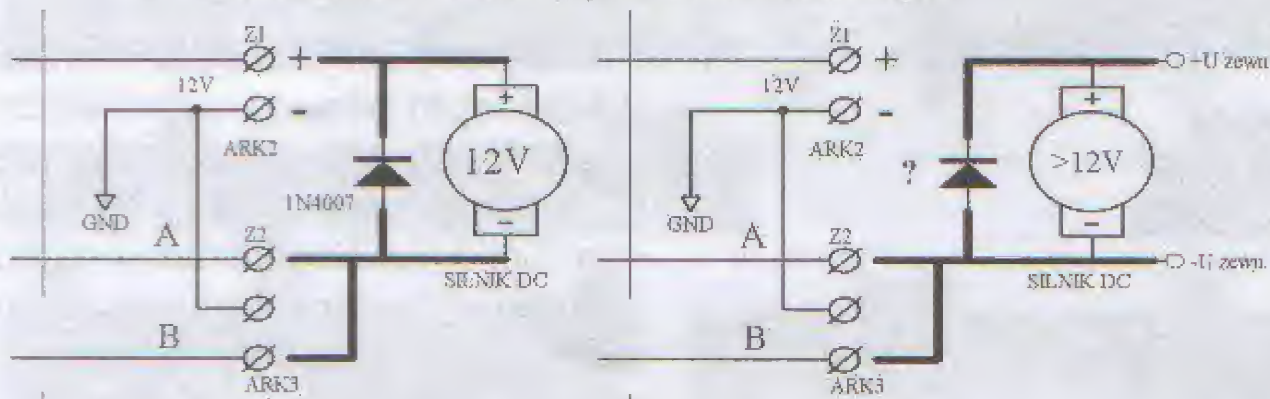 Z1
+
12V
-
ARK2
+
12V
-
1N4007
GND
A
Z2
SILNIK DC
B
ARK3
Z1
+
12V
-
ARK2
+U zewn.
+
>12V
-
?
GND
A
Z2
-U zewn.
SILNIK DC
B
ARK3